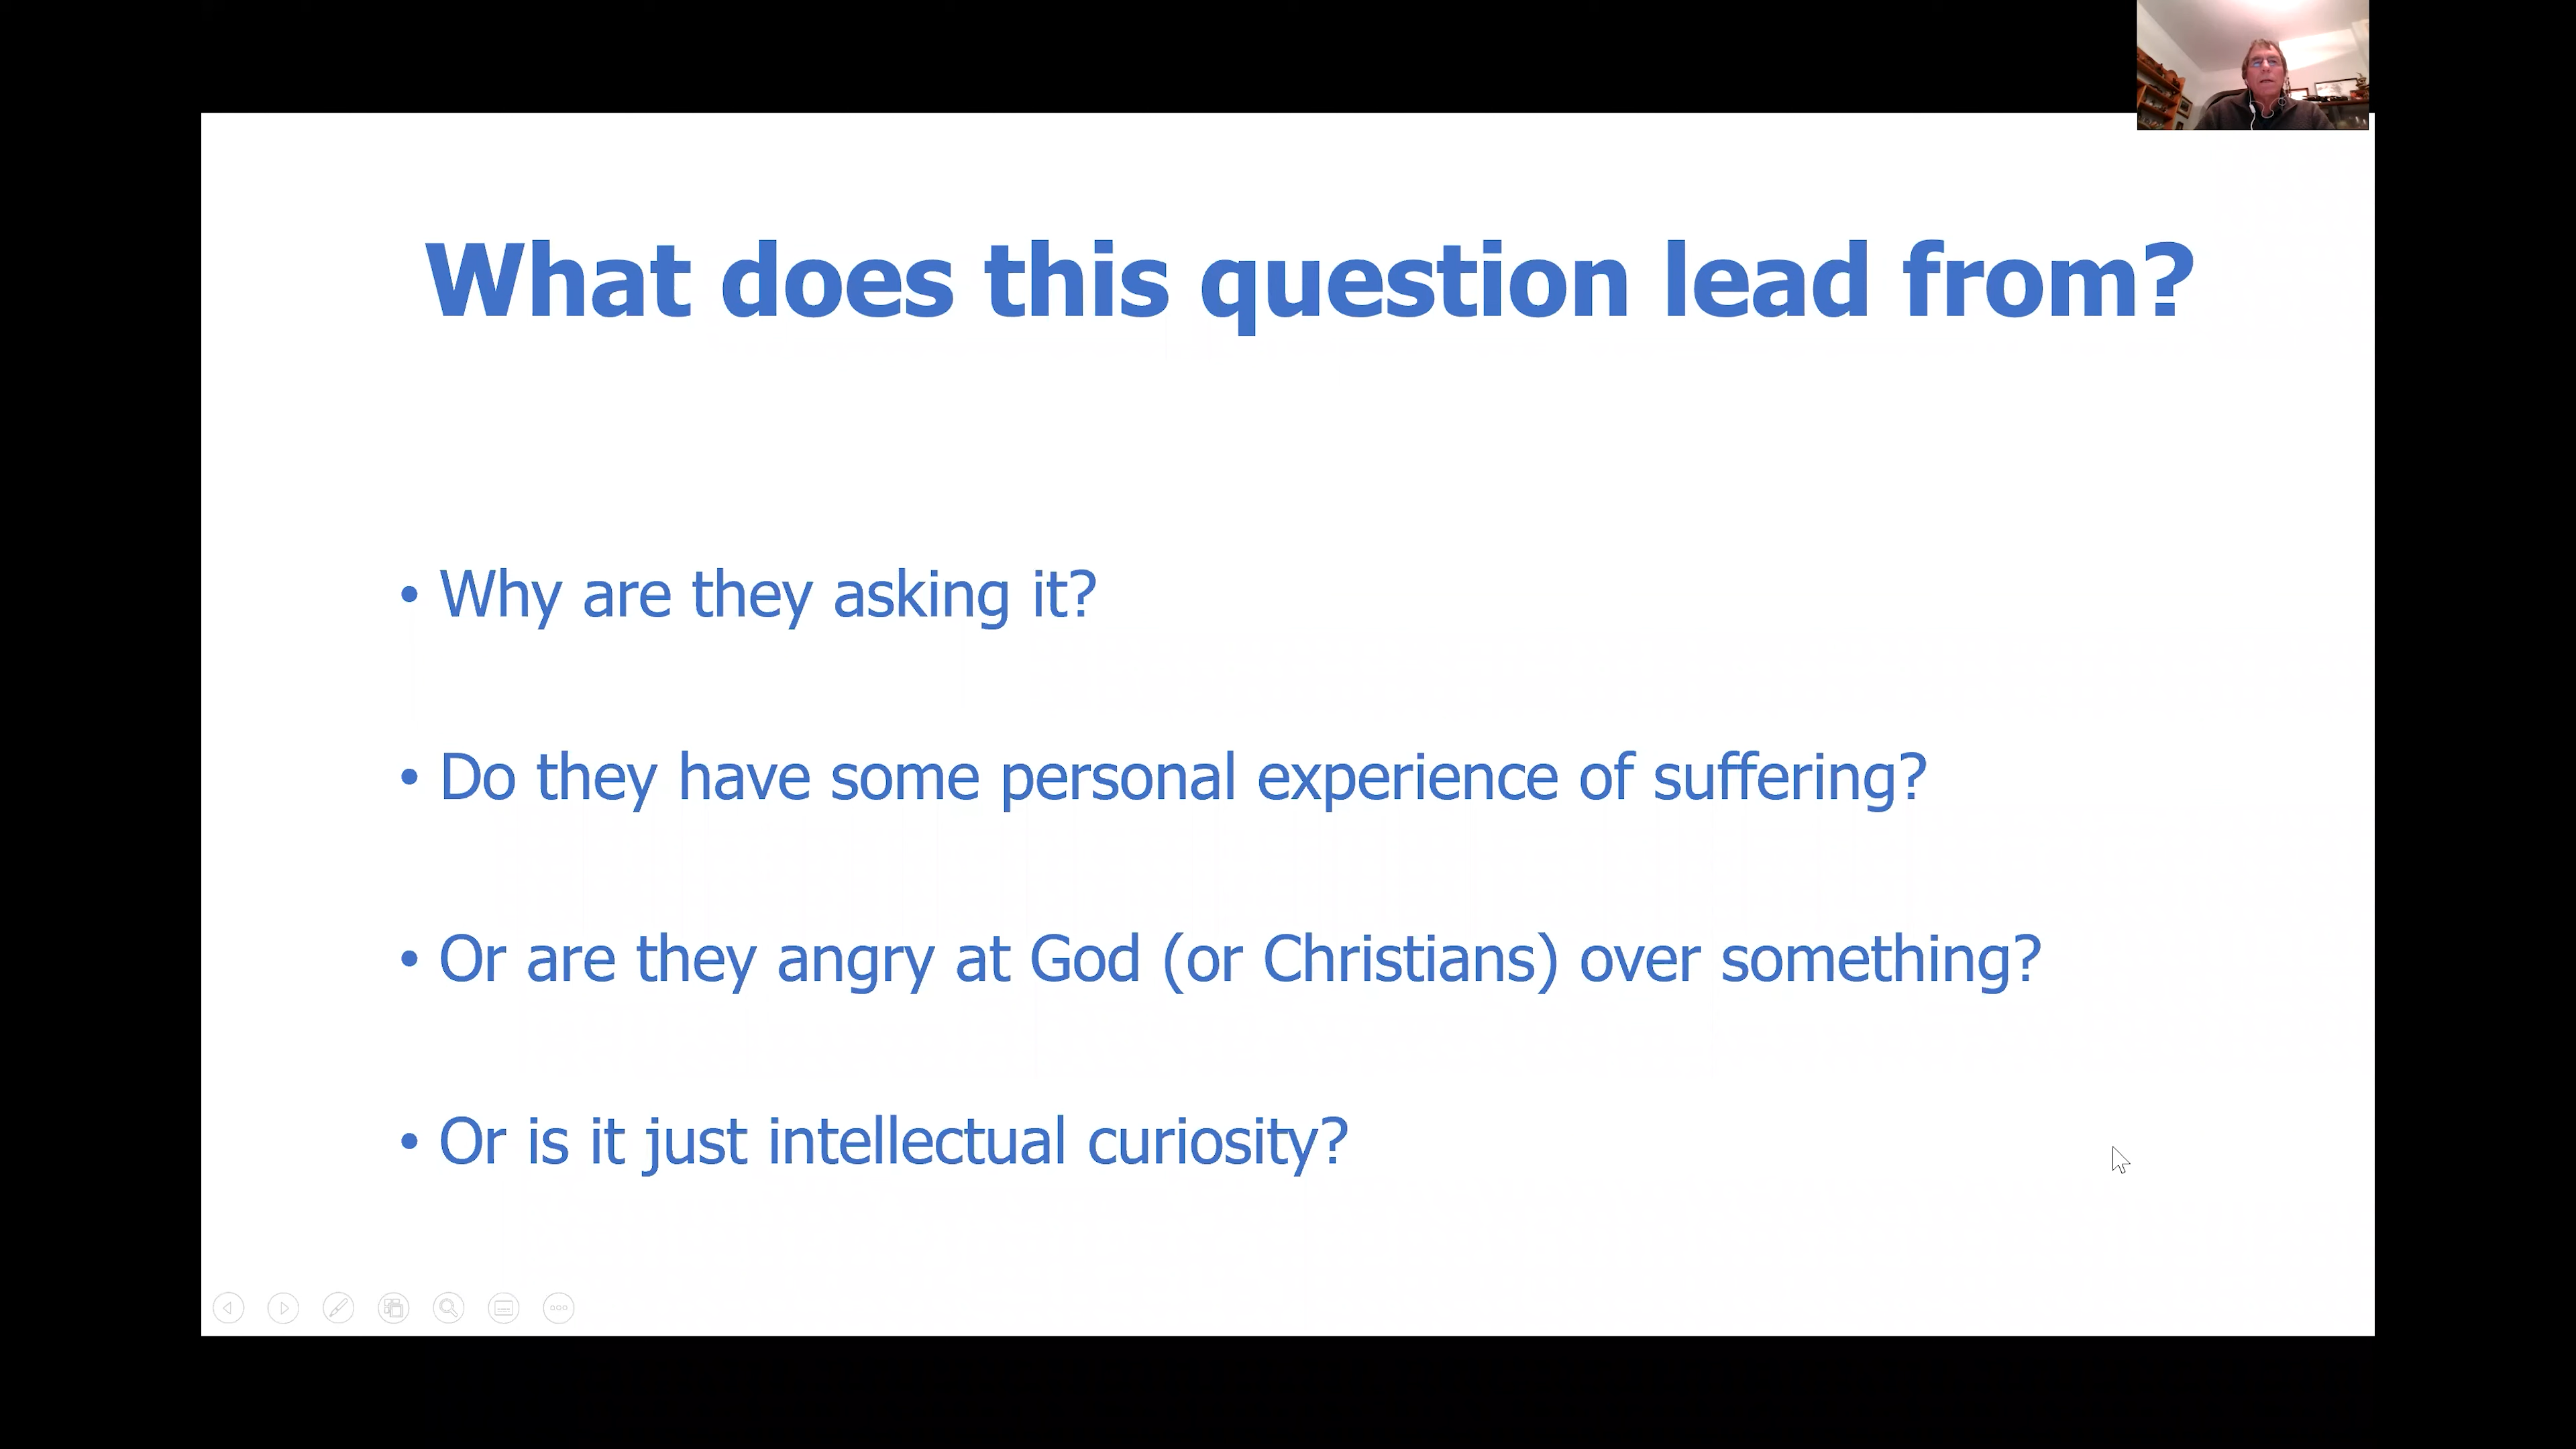 What does this question lead from?
• Why are they asking it?
• Do they have some personal experience of suffering?
• Or are they angry at God (or Christians) over something?
• Or is it just intellectual curiosity?